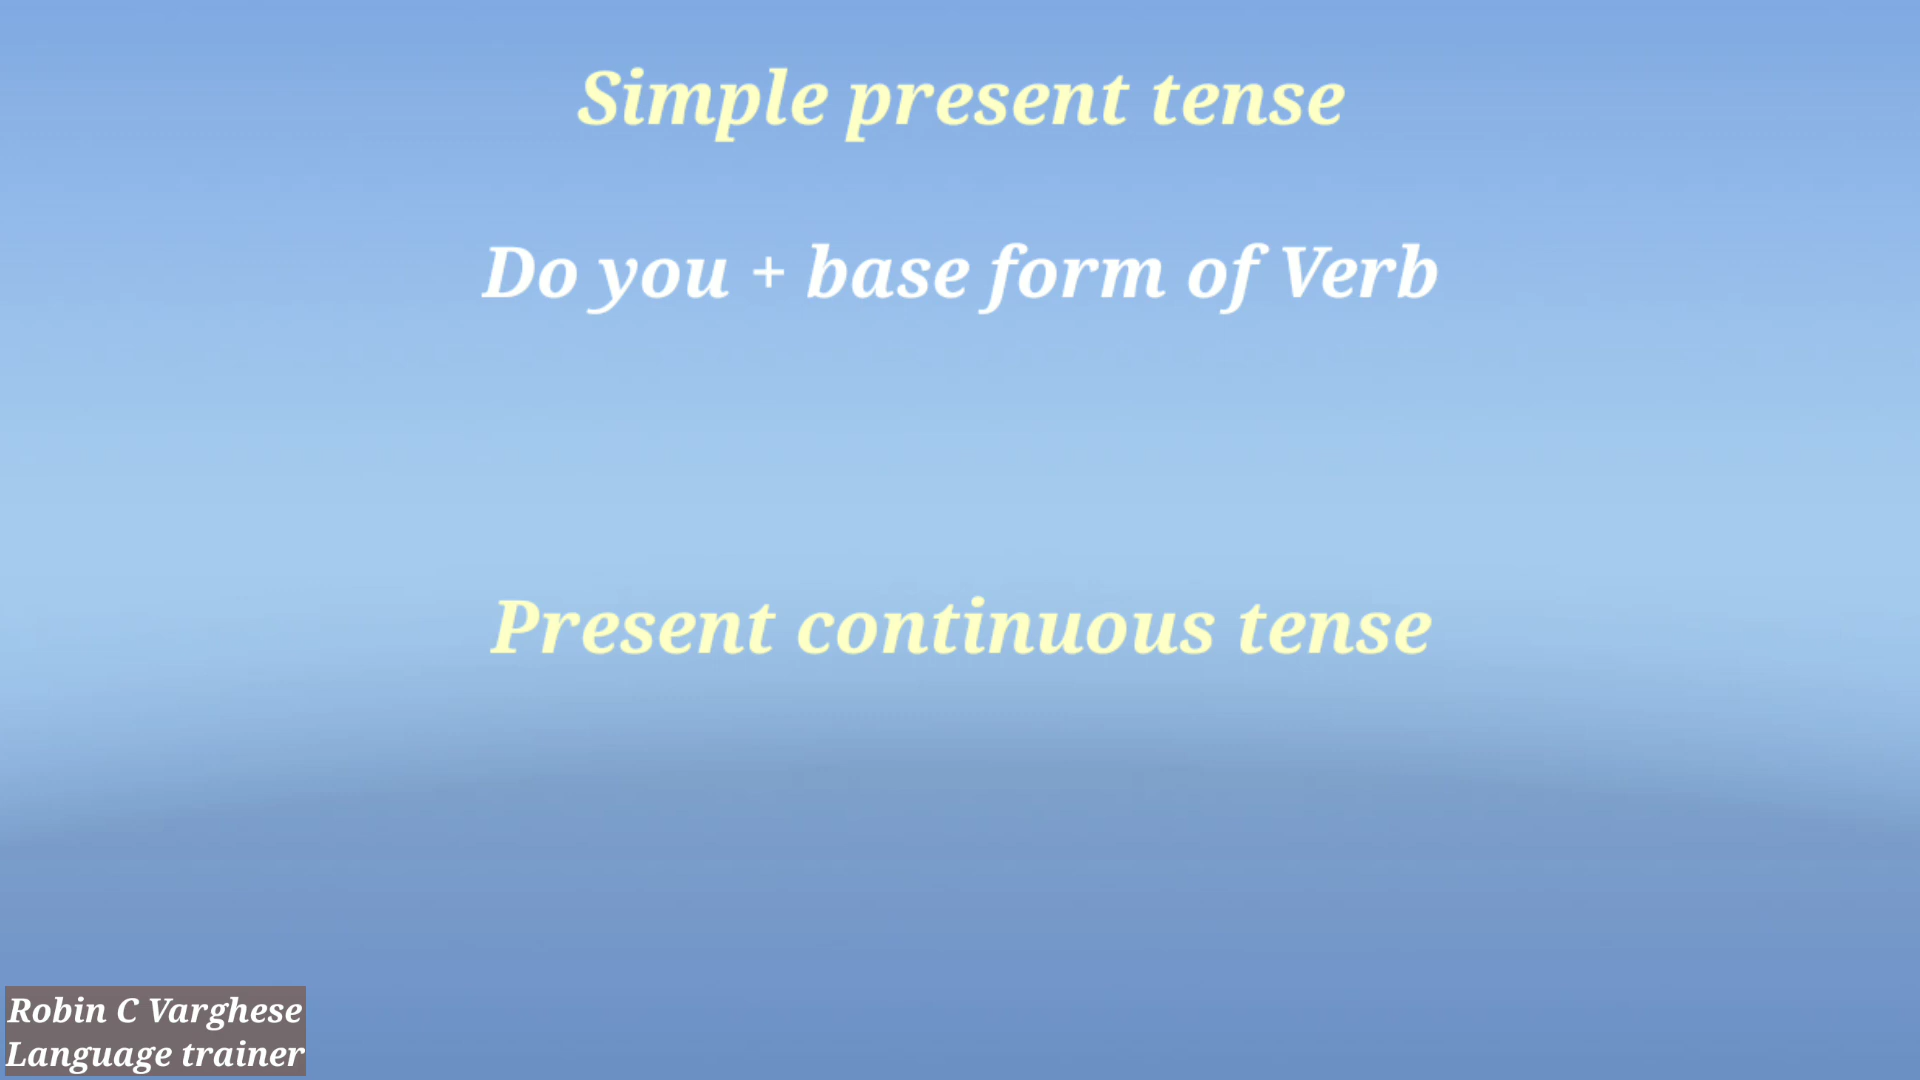 Simple present tense
Do you + base form of Verb
Present continuous tense
Robin C Varghese
Language trainer